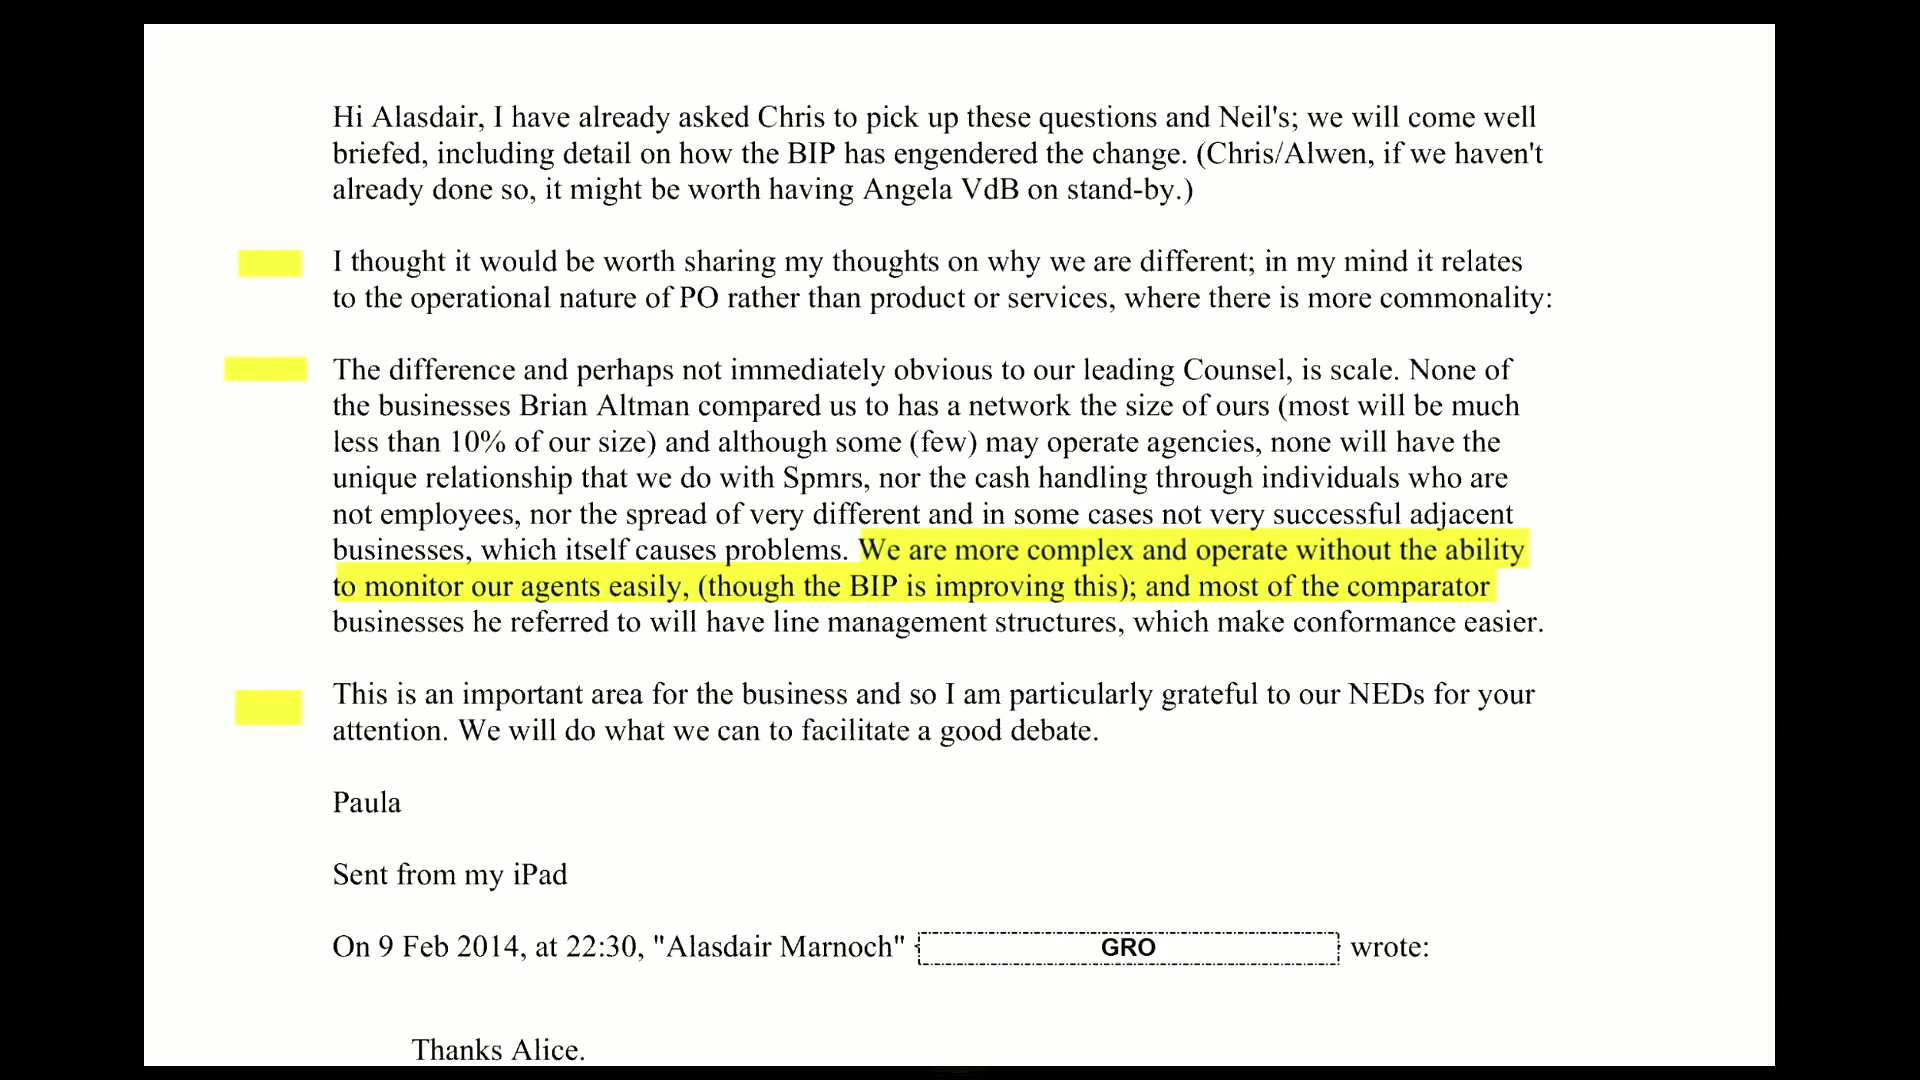 Hi Alasdair, I have already asked Chris to pick up these questions and Neil's; we will come well
briefed, including detail on how the BIP has engendered the change. (Chris/Alwen, if we haven't
already done so, it might be worth having Angela VdB on stand-by.)
I thought it would be worth sharing my thoughts on why we are different; in my mind it relates
to the operational nature of PO rather than product or services, where there is more commonality:
The difference and perhaps not immediately obvious to our leading Counsel, is scale. None of
the businesses Brian Altman compared us to has a network the size of ours (most will be much
less than 10% of our size) and although some (few) may operate agencies, none will have the
unique relationship that we do with Spmrs, nor the cash handling through individuals who are
not employees, nor the spread of very different and in some cases not very successful adjacent
businesses, which itself causes problems. We are more complex and operate without the ability
to monitor our agents easily, (though the BIP is improving this); and most of the comparator
businesses he referred to will have line management structures, which make conformance easier.
This is an important area for the business and so I am particularly grateful to our NEDs for your
attention. We will do what we can to facilitate a good debate.
Paula
Sent from my iPad
On 9 Feb 2014, at 22:30, "Alasdair Marnoch" GRO wrote:
Thanks Alice.